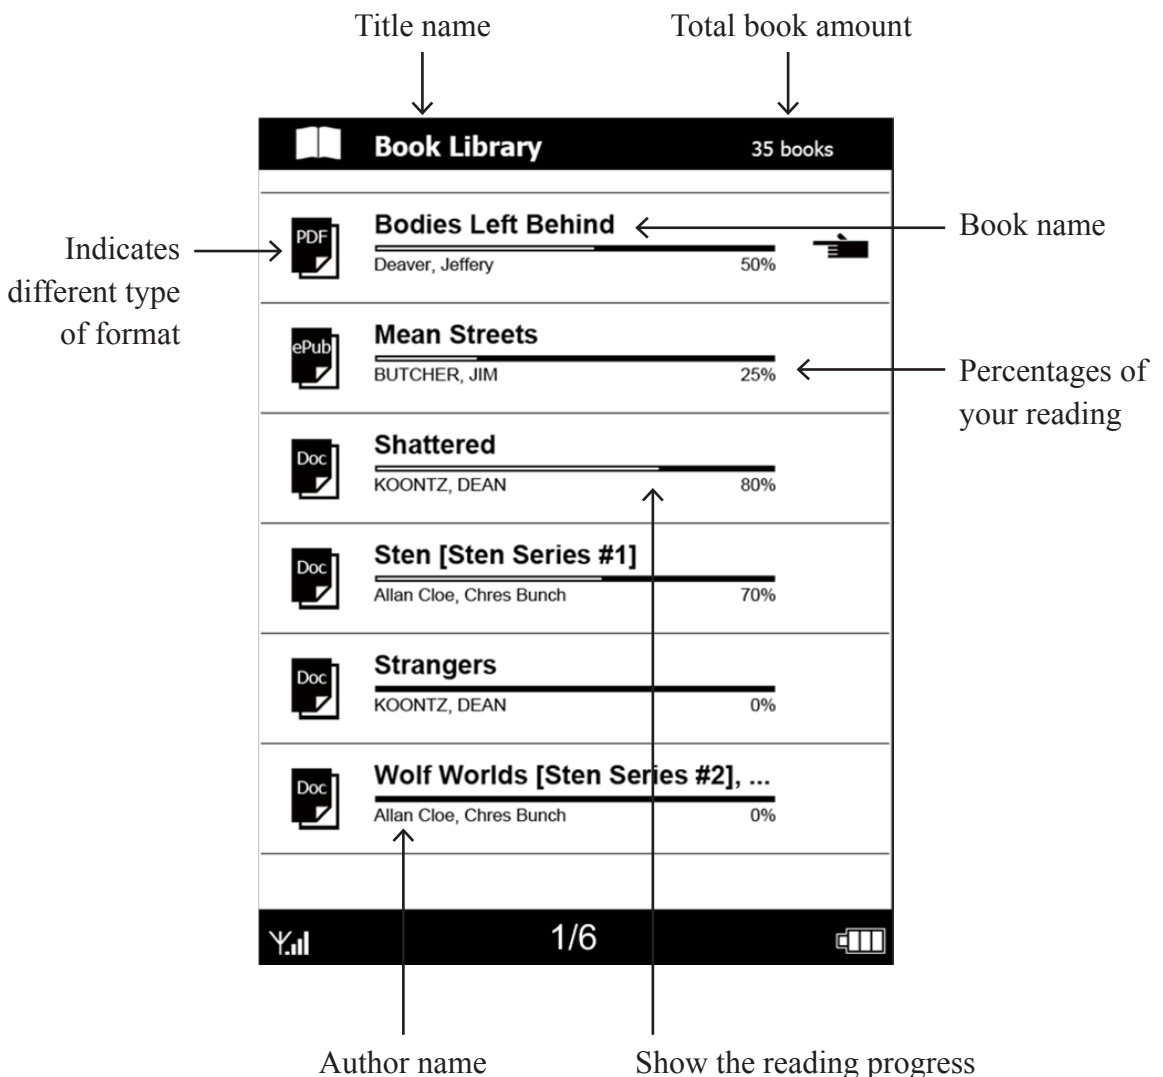 Title name
Total book amount
Book Library
35 books
PDF
Bodies Left Behind
Book name
Indicates
different type
of format
Deaver, Jeffery
50%
ePub
Mean Streets
BUTCHER, JIM
25%
Percentages of
your reading
Doc
Shattered
KOONTZ, DEAN
80%
Doc
Sten [Sten Series #1]
Allan Cloe, Chres Bunch
70%
Doc
Strangers
KOONTZ, DEAN
0%
Doc
Wolf Worlds [Sten Series #2], ...
Allan Cloe, Chres Bunch
0%
1/6
Author name
Show the reading progress